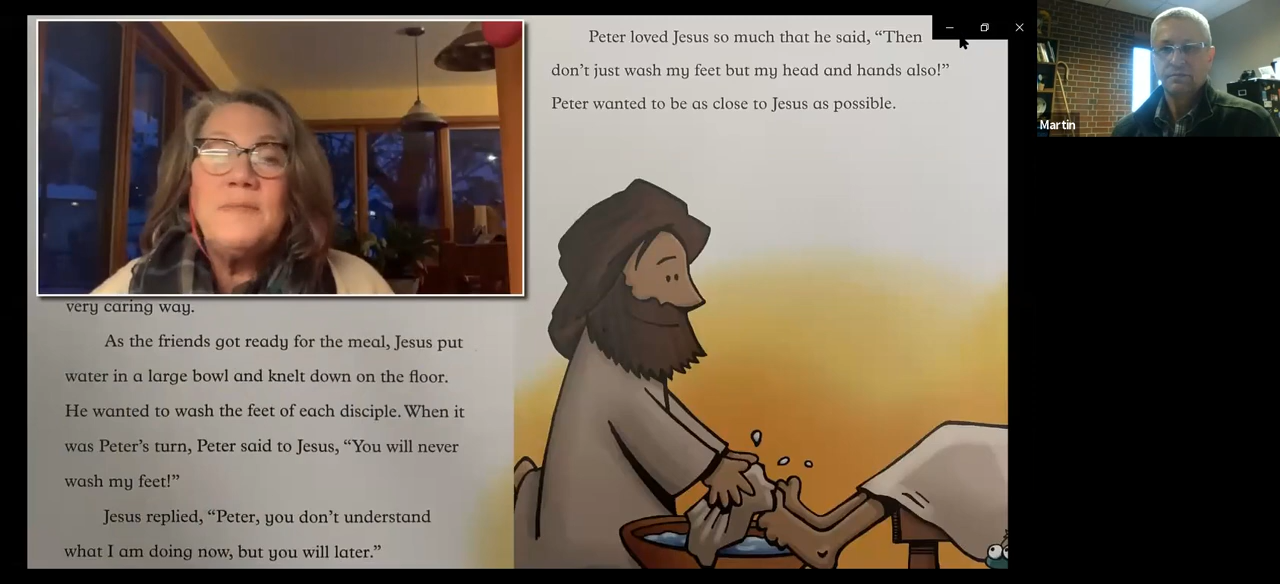 very caring way.
As the friends got ready for the meal, Jesus put
water in a large bowl and knelt down on the floor.
He wanted to wash the feet of each disciple. When it
was Peter's turn, Peter said to Jesus, “You will never
wash my feet!”
Jesus replied, “Peter, you don't understand
what I am doing now, but you will later.”
Peter loved Jesus so much that he said, “Then
don't just wash my feet but my head and hands also!”
Peter wanted to be as close to Jesus as possible.
Martin